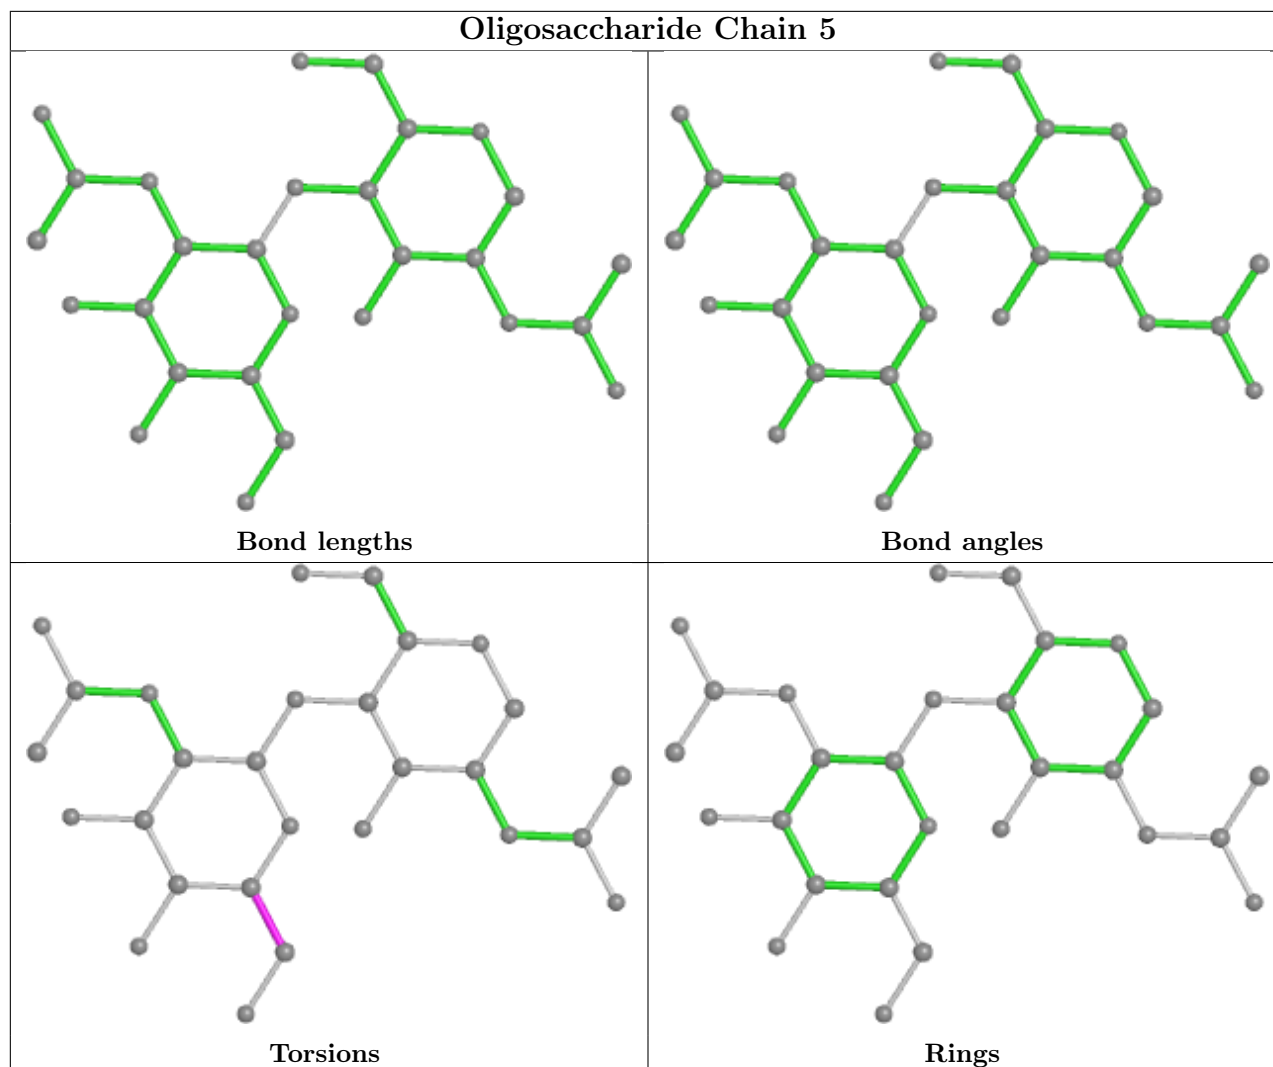 Oligosaccharide Chain 5
Bond lengths
Bond angles
Torsions
Rings